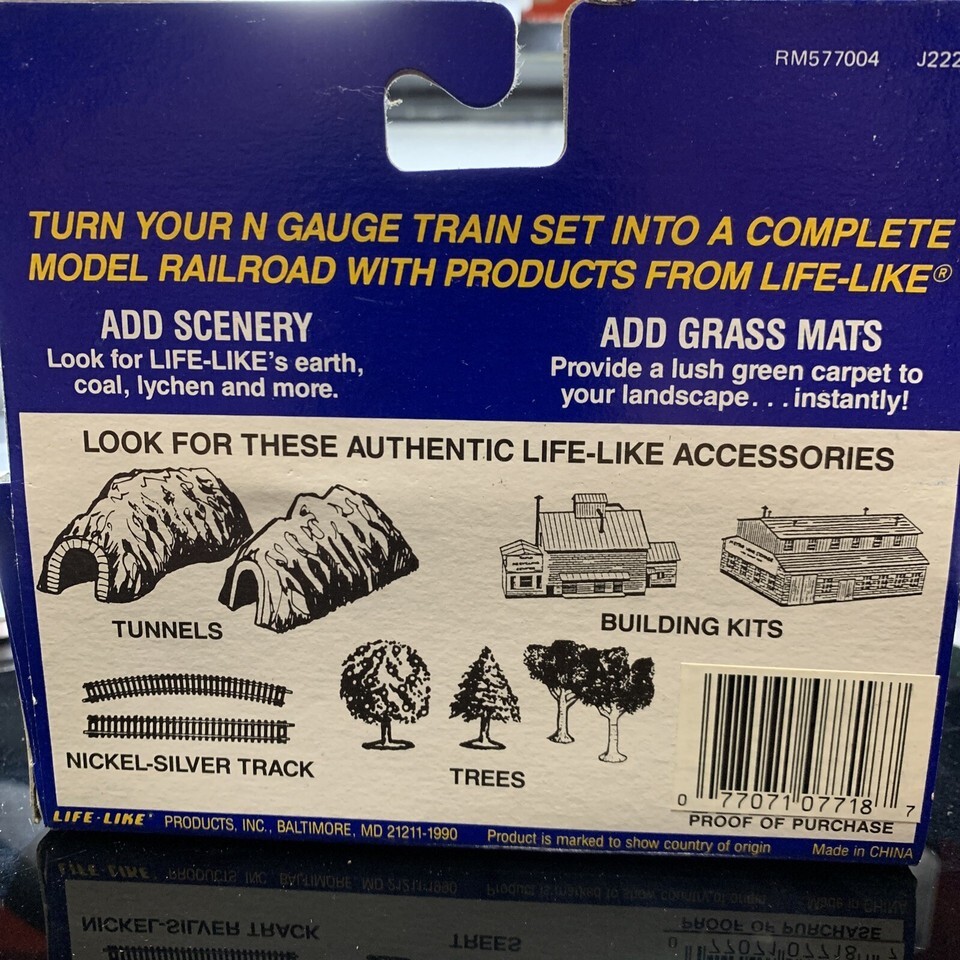 RM577004 J222
TURN YOUR N GAUGE TRAIN SET INTO A COMPLETE
MODEL RAILROAD WITH PRODUCTS FROM LIFE-LIKE®
ADD SCENERY
Look for LIFE-LIKE's earth,
coal, lychen and more.
ADD GRASS MATS
Provide a lush green carpet to
your landscape...instantly!
LOOK FOR THESE AUTHENTIC LIFE-LIKE ACCESSORIES
TUNNELS
BUILDING KITS
NICKEL-SILVER TRACK
TREES
0 77071 07718 7
PROOF OF PURCHASE
LIFE-LIKE® PRODUCTS, INC., BALTIMORE, MD 21211-1990 Product is marked to show country of origin Made in CHINA